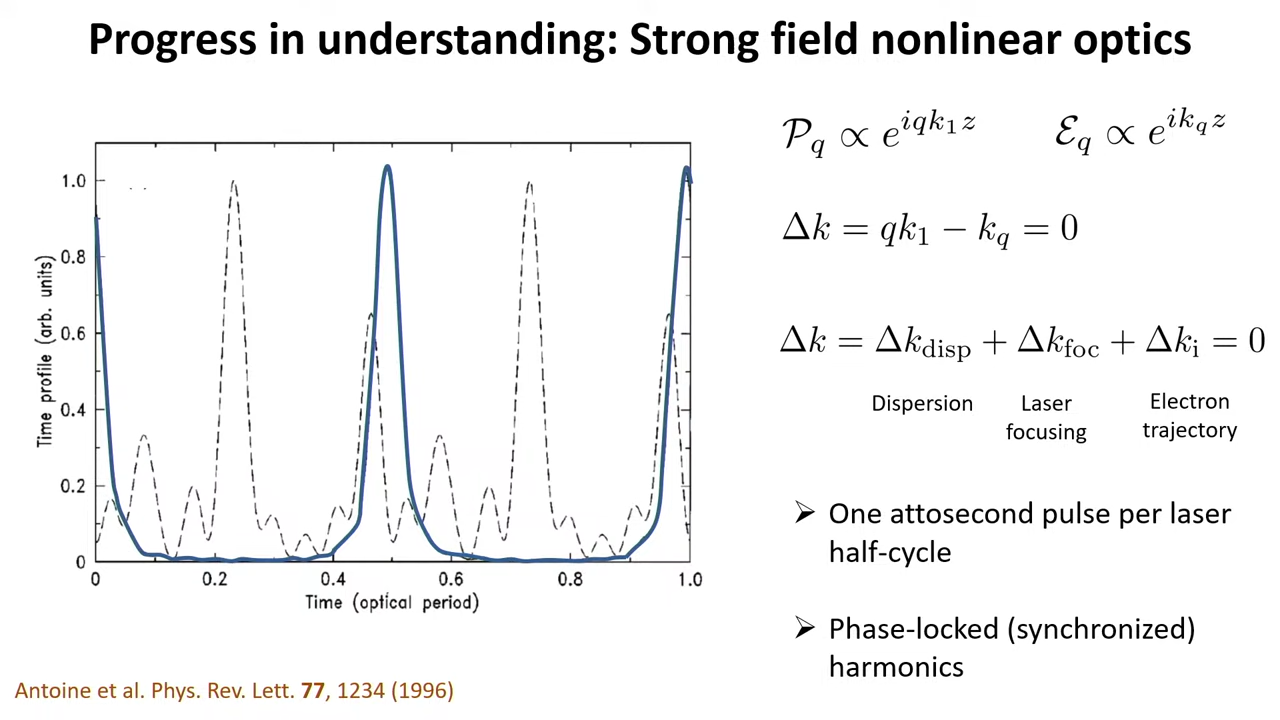 Progress in understanding: Strong field nonlinear optics
1.0
0.8
0.6
0.4
0.2
0
Time profile (arb. units)
0 0.2 0.4 0.6 0.8 1.0
Time (optical period)
𝒫_q ∝ e^{iqk_1z} ℰ_q ∝ e^{ik_qz}
Δk = qk_1 − k_q = 0
Δk = Δk_disp + Δk_foc + Δk_i = 0
Dispersion Laser focusing Electron trajectory
➢ One attosecond pulse per laser
half-cycle
➢ Phase-locked (synchronized)
harmonics
Antoine et al. Phys. Rev. Lett. 77, 1234 (1996)